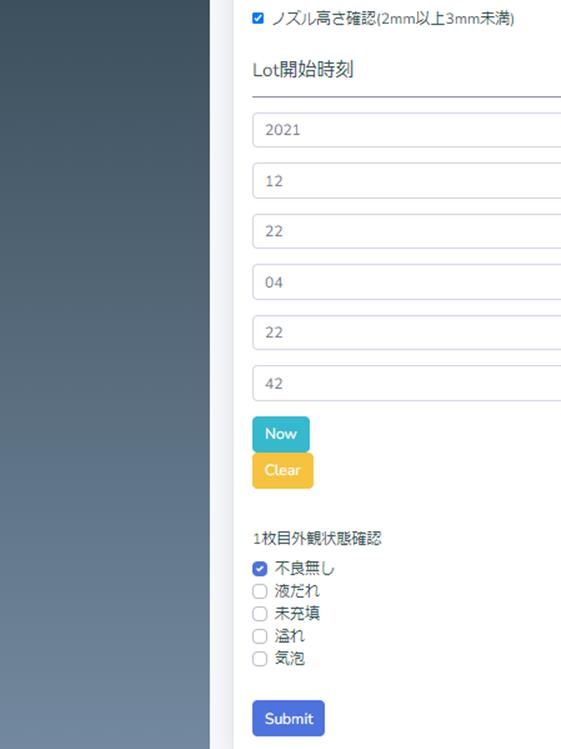 ノズル高さ確認(2mm以上3mm未満)
Lot開始時刻
2021
12
22
04
22
42
Now
Clear
1枚目外観状態確認
不良無し
液だれ
未充填
溢れ
気泡
Submit